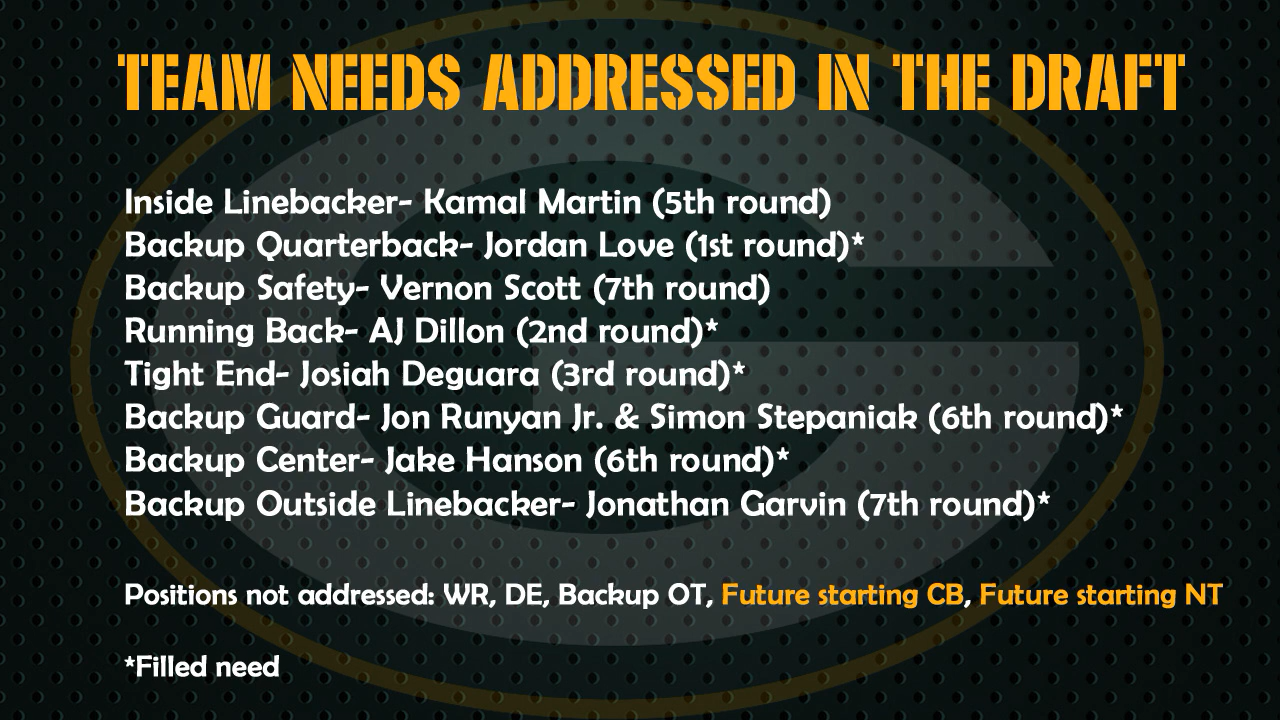 TEAM NEEDS ADDRESSED IN THE DRAFT
Inside Linebacker- Kamal Martin (5th round)
Backup Quarterback- Jordan Love (1st round)*
Backup Safety- Vernon Scott (7th round)
Running Back- AJ Dillon (2nd round)*
Tight End- Josiah Deguara (3rd round)*
Backup Guard- Jon Runyan Jr. & Simon Stepaniak (6th round)*
Backup Center- Jake Hanson (6th round)*
Backup Outside Linebacker- Jonathan Garvin (7th round)*
Positions not addressed: WR, DE, Backup OT, Future starting CB, Future starting NT
*Filled need